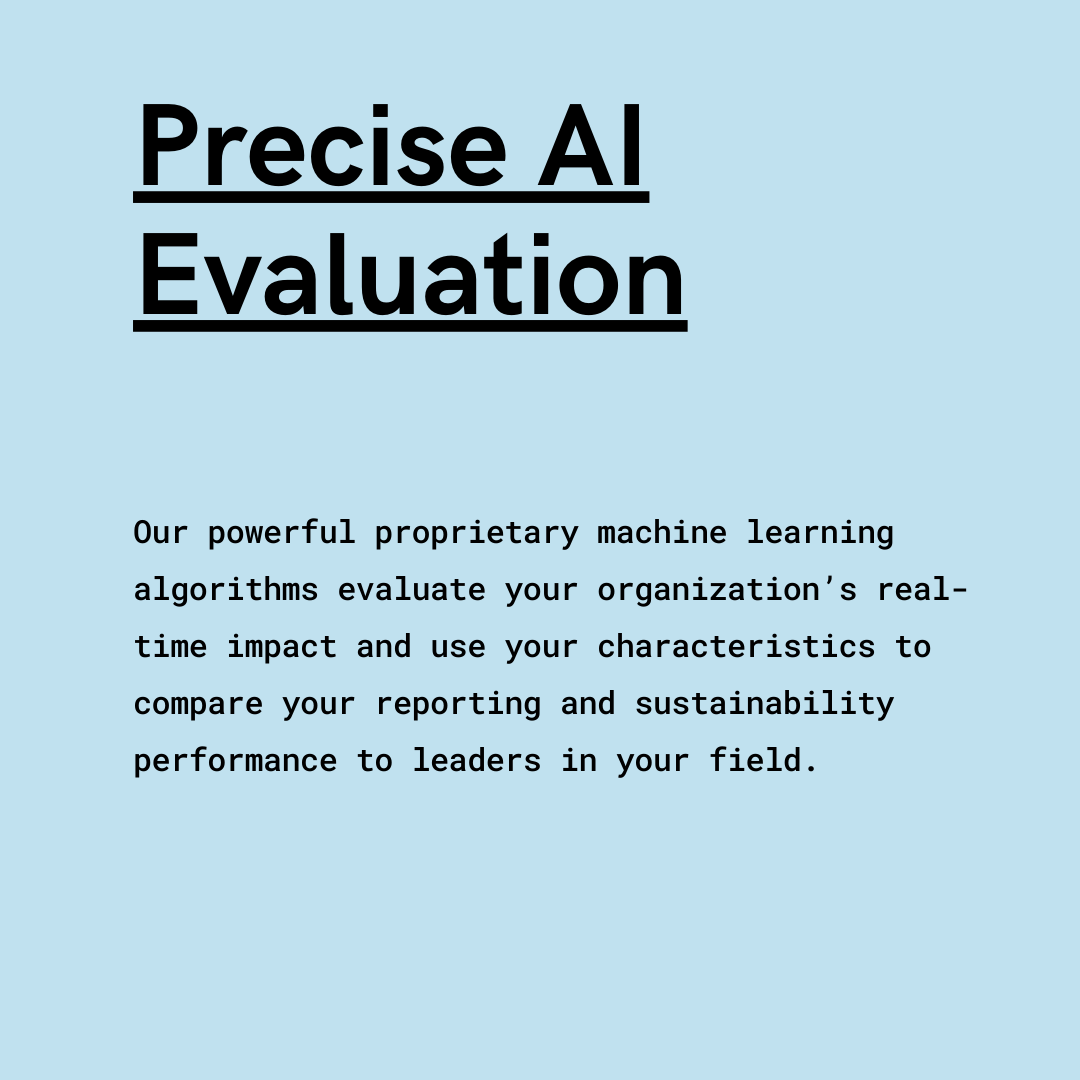 Precise AI
Evaluation
Our powerful proprietary machine learning
algorithms evaluate your organization’s real-
time impact and use your characteristics to
compare your reporting and sustainability
performance to leaders in your field.